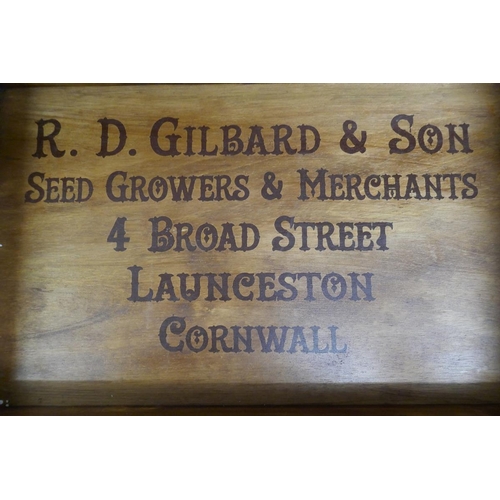 R. D. GILBARD & SON
SEED GROWERS & MERCHANTS
4 BROAD STREET
LAUNCESTON
CORNWALL